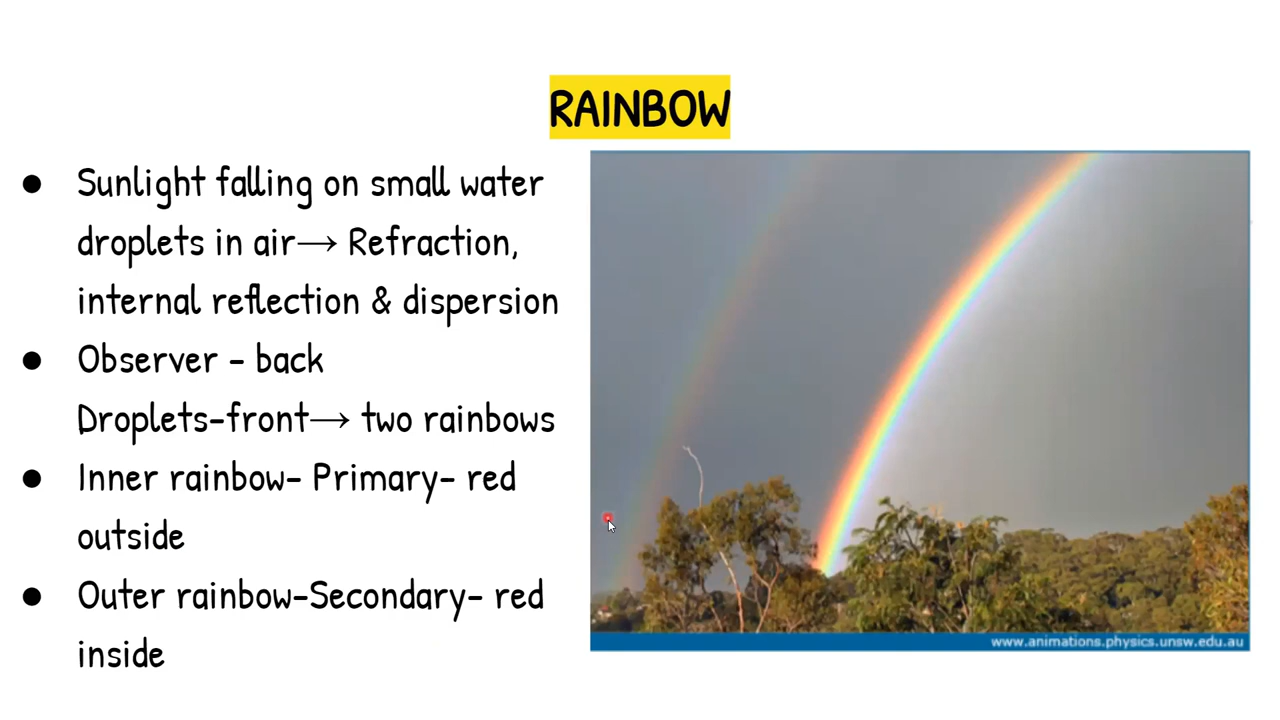 RAINBOW
● Sunlight falling on small water
droplets in air→ Refraction,
internal reflection & dispersion
● Observer - back
Droplets-front→ two rainbows
● Inner rainbow- Primary- red
outside
● Outer rainbow-Secondary- red
inside
www.animations.physics.unsw.edu.au